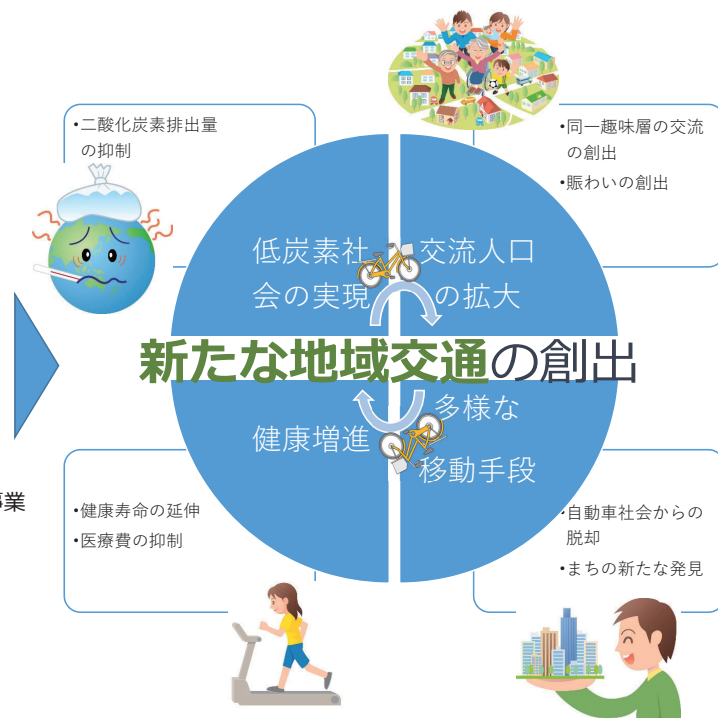 •二酸化炭素排出量
の抑制
•同一趣味層の交流
の創出
•賑わいの創出
低炭素社
会の実現
交流人口
の拡大
新たな地域交通の創出
健康増進
多様な
移動手段
事業
•健康寿命の延伸
•医療費の抑制
•自動車社会からの
脱却
•まちの新たな発見